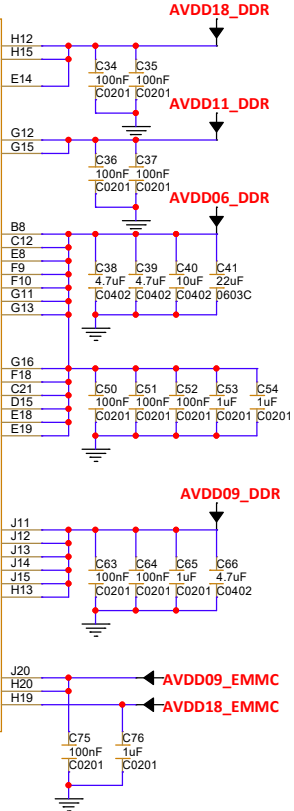 AVDD18_DDR
H12
H15
E14
C34 C35
100nF 100nF
C0201 C0201
AVDD11_DDR
G12
G15
C36 C37
100nF 100nF
C0201 C0201
AVDD06_DDR
B8
C12
E8
F9
F10
G11
G13
C38 C39 C40 C41
4.7uF 4.7uF 10uF 22uF
C0402 C0402 C0402 0603C
G16
F18
C21
D15
E18
E19
C50 C51 C52 C53 C54
100nF 100nF 100nF 1uF 1uF
C0201 C0201 C0201 C0201 C0201
AVDD09_DDR
J11
J12
J13
J14
J15
H13
C63 C64 C65 C66
100nF 100nF 1uF 4.7uF
C0201 C0201 C0201 C0402
J20 AVDD09_EMMC
H20
H19 AVDD18_EMMC
C75 C76
100nF 1uF
C0201 C0201